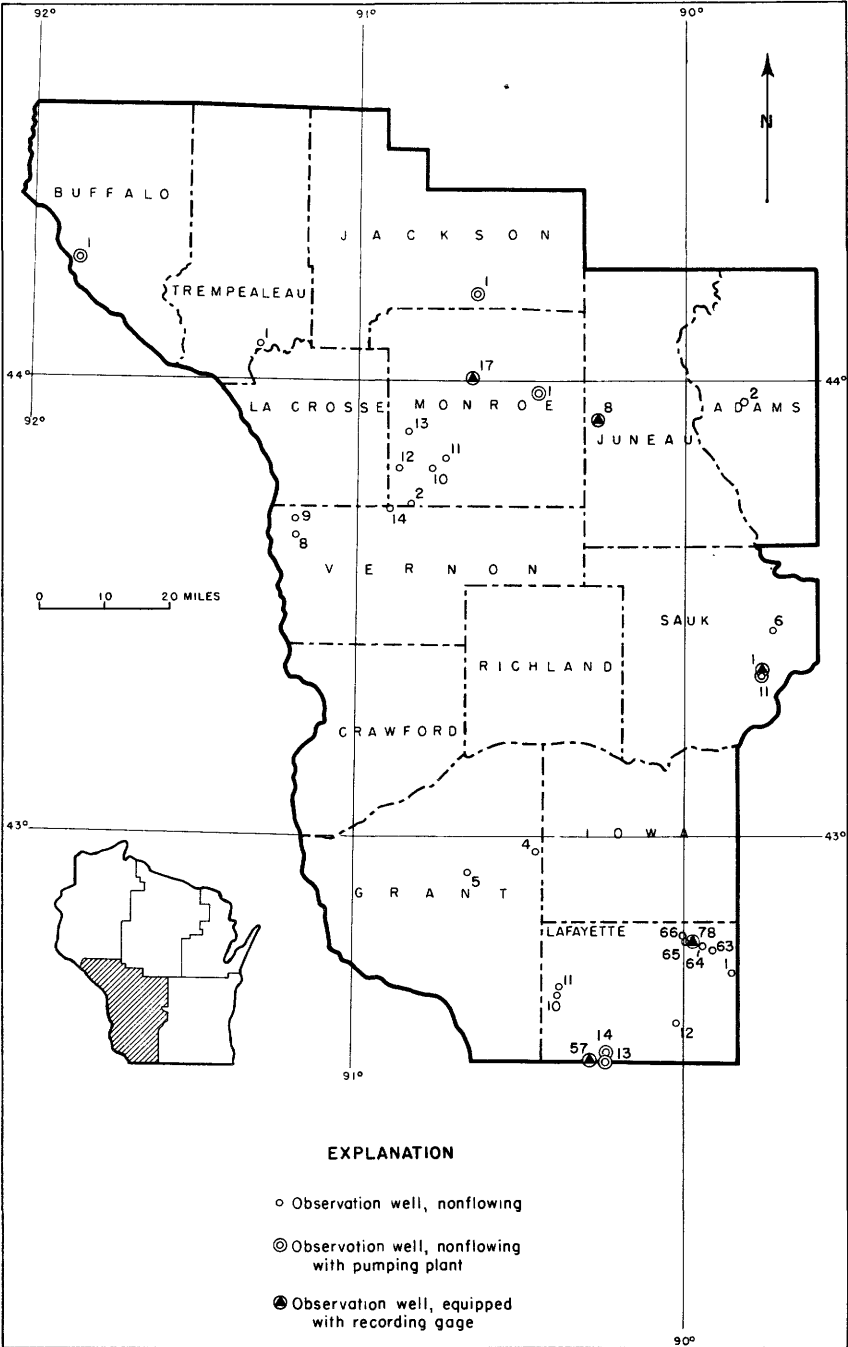 92° 91° 90°
N
BUFFALO
JACKSON
1
TREMPEALEAU
1
1
44° 17 44°
1
2
LA CROSSE MONROE ADAMS
92° 8
13 JUNEAU
11
12
10
2
14
9
8
VERNON
0 10 20 MILES
SAUK 6
RICHLAND 1
11
CRAWFORD
43° IOWA 43°
4
5
GRANT
LAFAYETTE 66 78
65 64 63
1
11
10
12
14
57 13
91°
EXPLANATION
Observation well, nonflowing
Observation well, nonflowing
with pumping plant
Observation well, equipped
with recording gage
90°